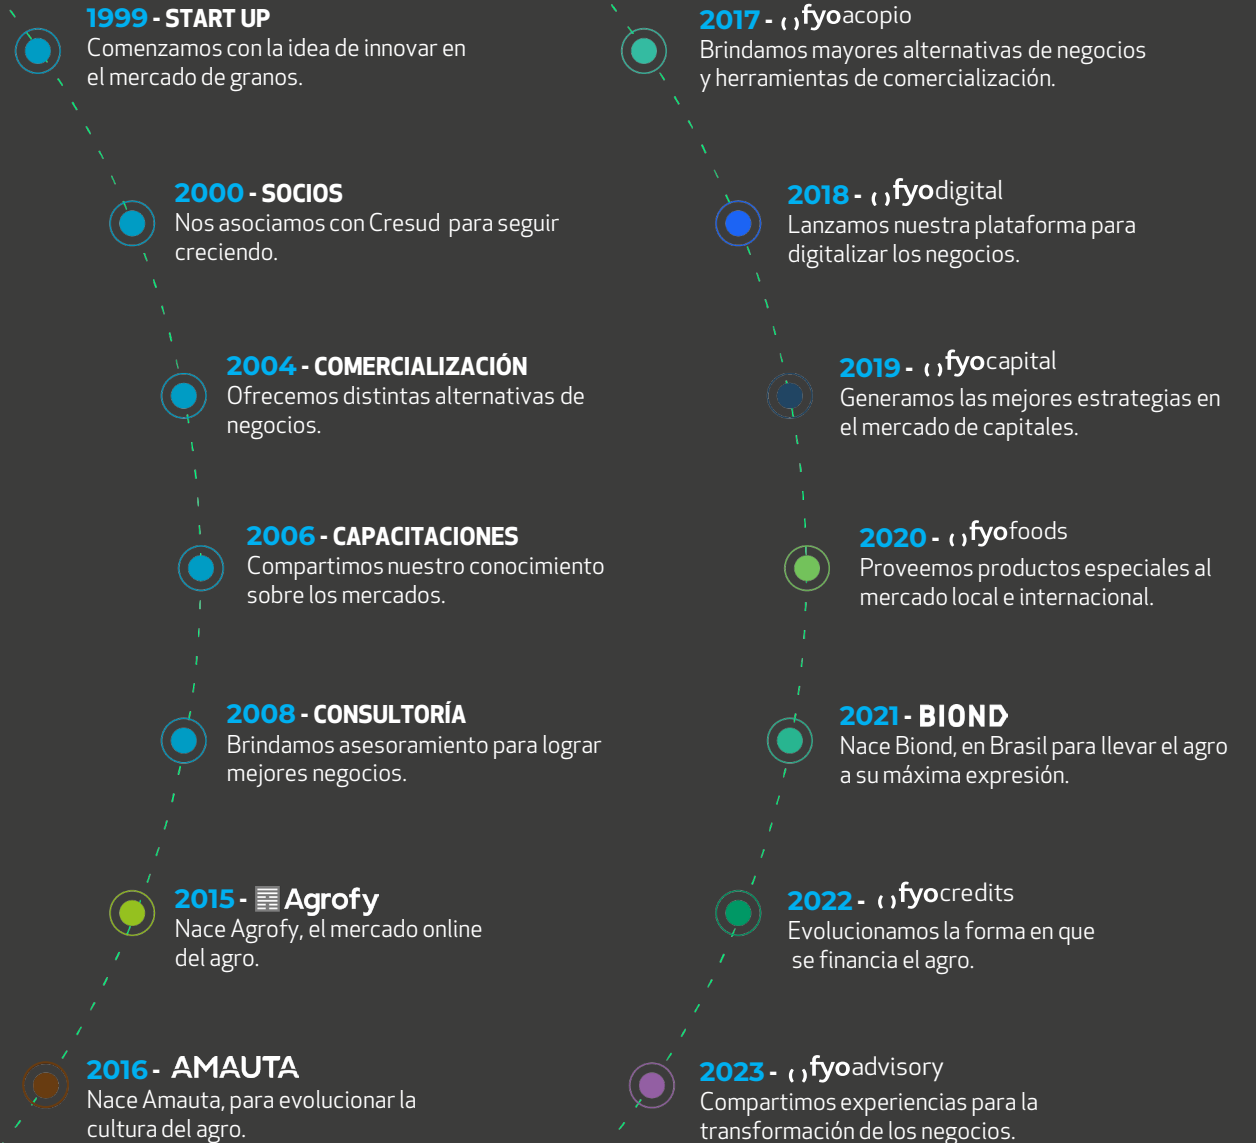 1999 - START UP
Comenzamos con la idea de innovar en
el mercado de granos.
2000 - SOCIOS
Nos asociamos con Cresud para seguir
creciendo.
2004 - COMERCIALIZACIÓN
Ofrecemos distintas alternativas de
negocios.
2006 - CAPACITACIONES
Compartimos nuestro conocimiento
sobre los mercados.
2008 - CONSULTORÍA
Brindamos asesoramiento para lograr
mejores negocios.
2015 - Agrofy
Nace Agrofy, el mercado online
del agro.
2016 - AMAUTA
Nace Amauta, para evolucionar la
cultura del agro.
2017 - fyoacopio
Brindamos mayores alternativas de negocios
y herramientas de comercialización.
2018 - fyodigital
Lanzamos nuestra plataforma para
digitalizar los negocios.
2019 - fyocapital
Generamos las mejores estrategias en
el mercado de capitales.
2020 - fyofoods
Proveemos productos especiales al
mercado local e internacional.
2021 - BIOND
Nace Biond, en Brasil para llevar el agro
a su máxima expresión.
2022 - fyocredits
Evolucionamos la forma en que
se financia el agro.
2023 - fyoadvisory
Compartimos experiencias para la
transformación de los negocios.